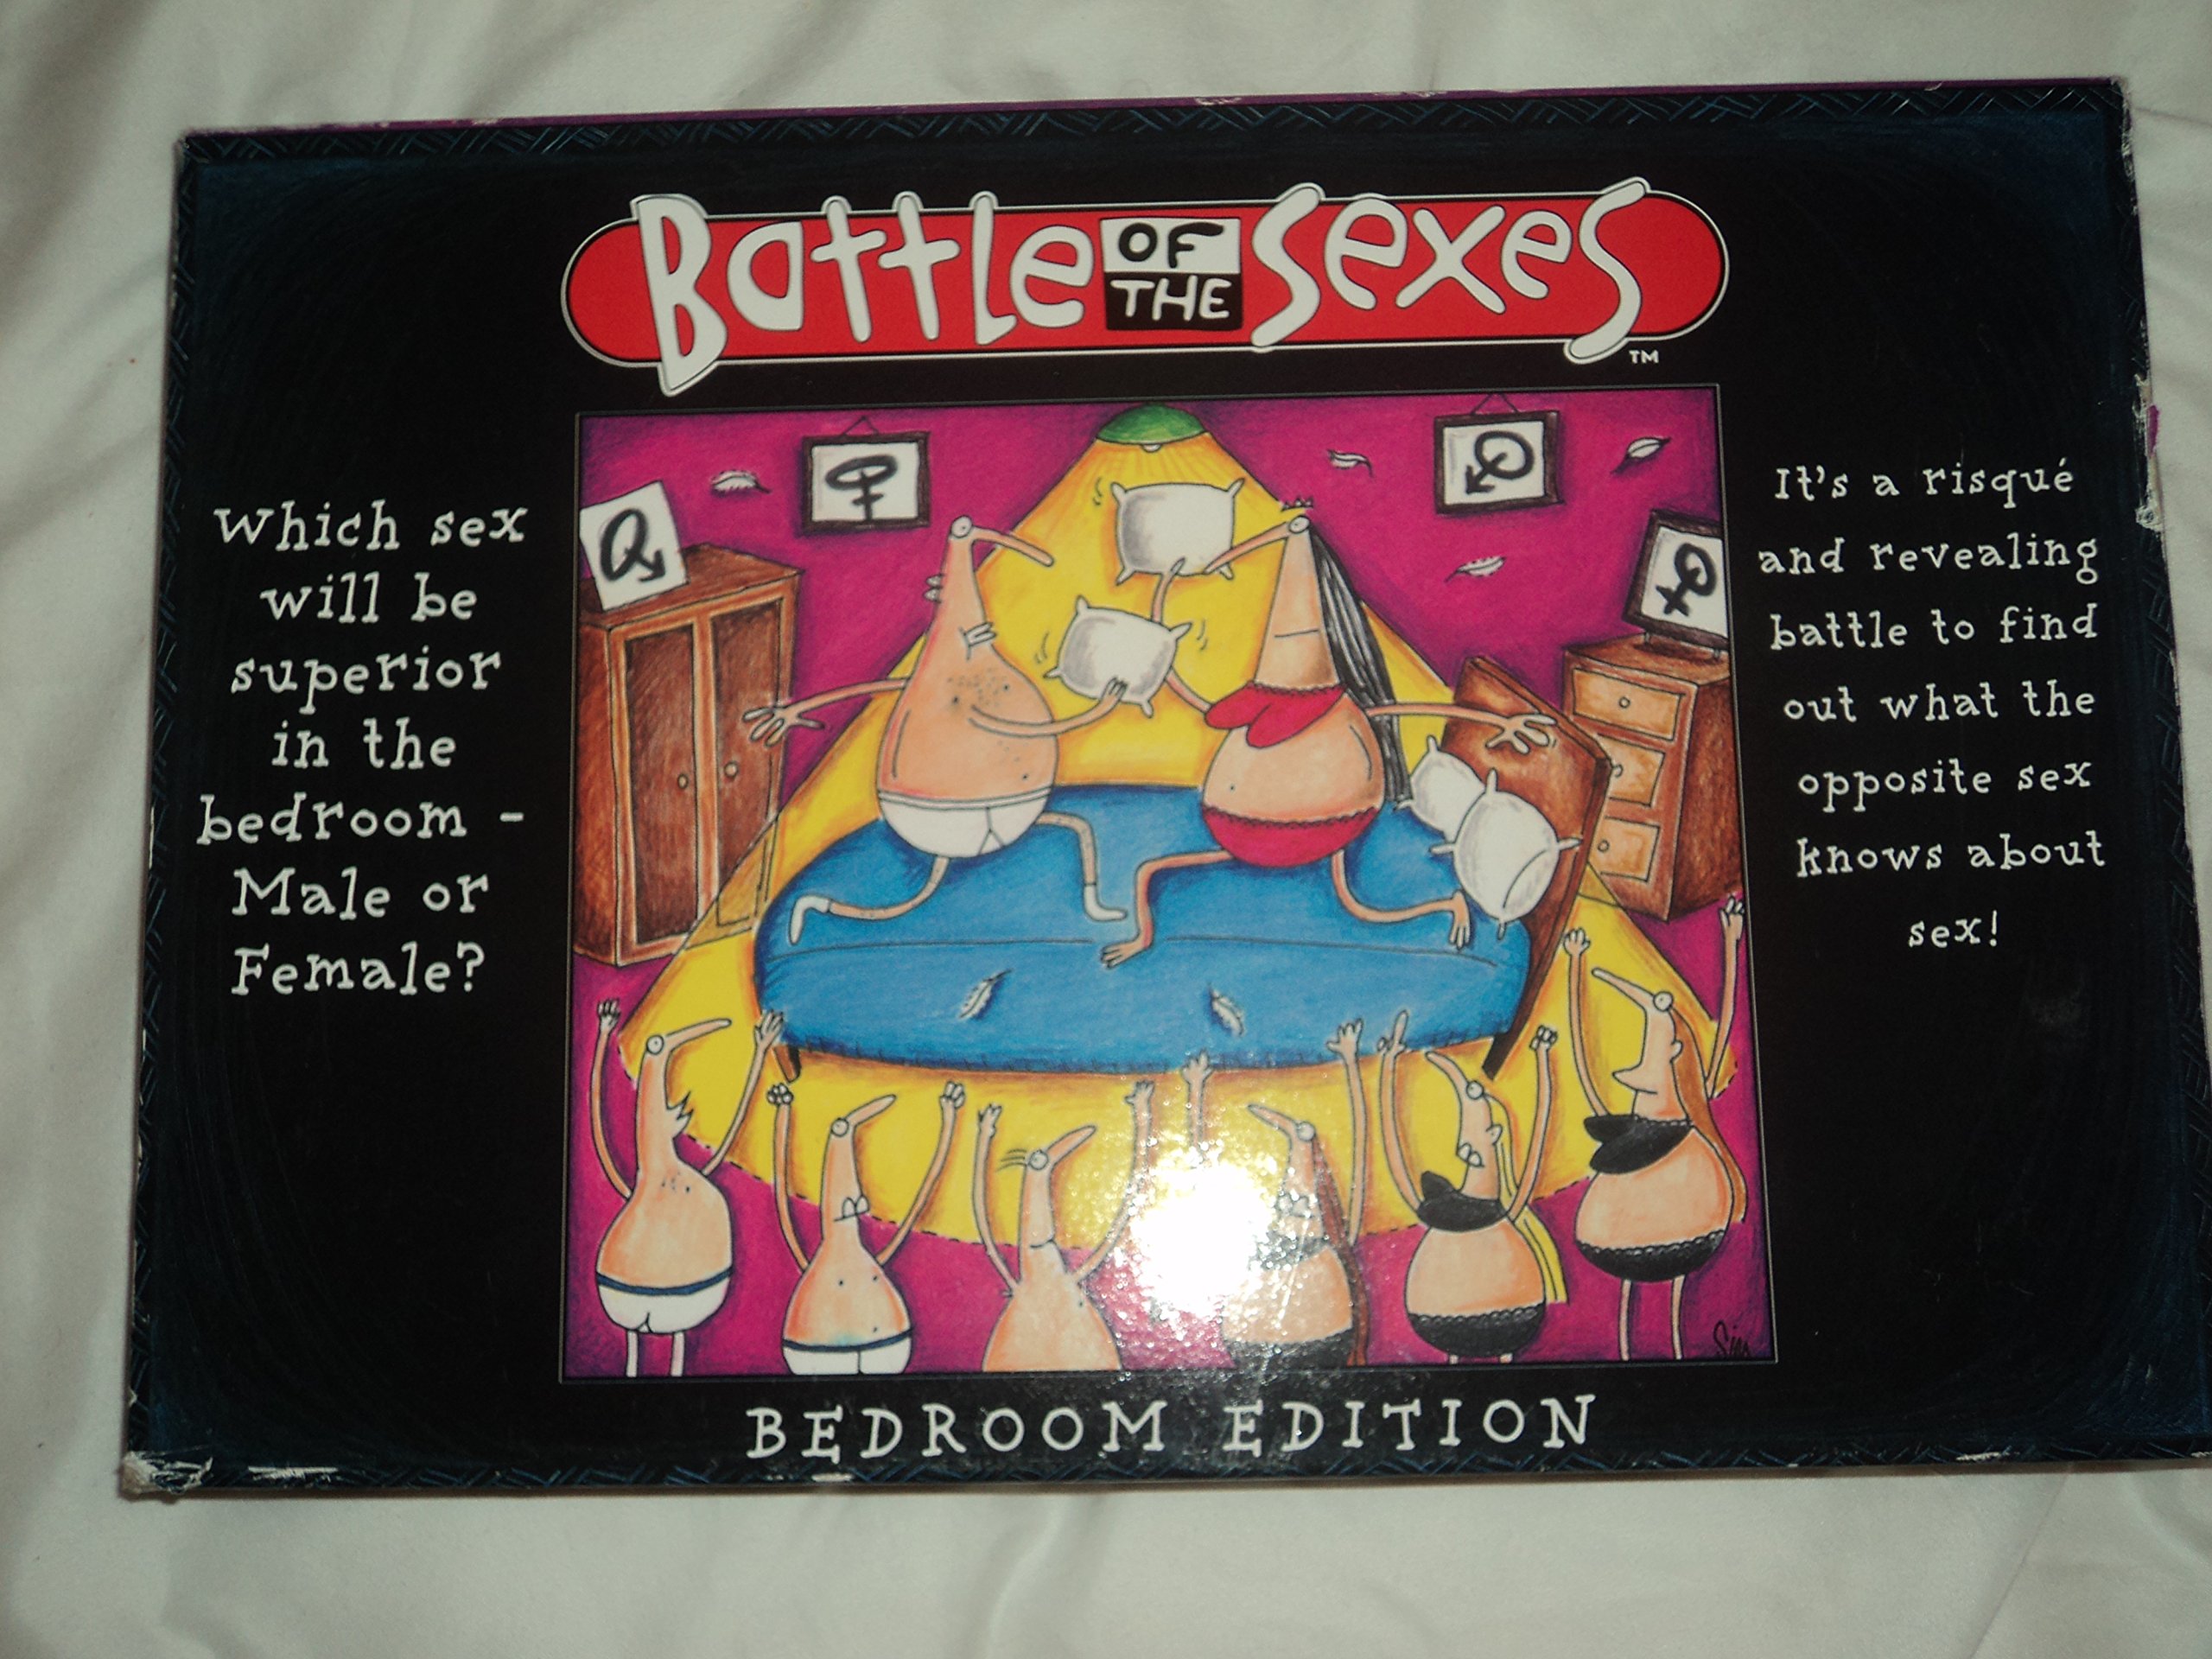 Battle OF THE Sexes
TM
Which sex
will be
superior
in the
bedroom -
Male or
Female?
It's a risqué
and revealing
battle to find
out what the
opposite sex
knows about
sex!
BEDROOM EDITION